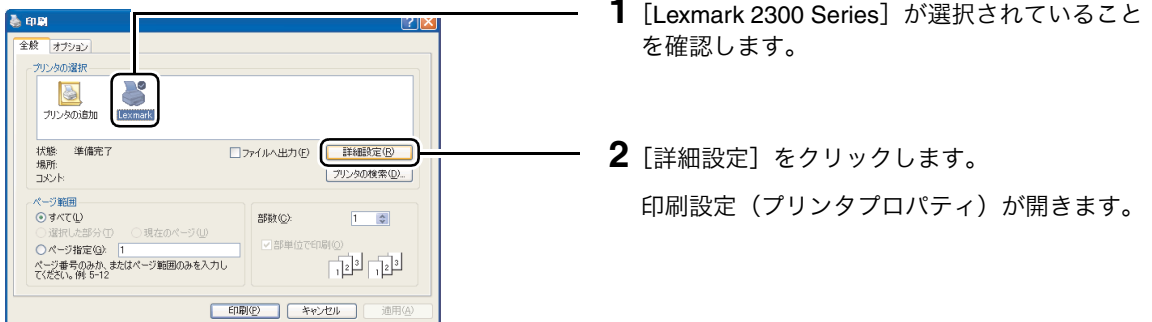 印刷
全般 オプション
プリンタの選択
プリンタの追加 Lexmark
状態: 準備完了
場所:
コメント:
ファイルへ出力(F) 詳細設定(R)
プリンタの検索(D)...
ページ範囲
すべて(L)
選択した部分(T) 現在のページ(U)
ページ指定(G): 1
ページ番号のみか、またはページ範囲のみを入力し
てください。例: 5-12
部数(C): 1
部単位で印刷(O)
1 2 3 1 2 3
印刷(P) キャンセル 適用(A)
1 [Lexmark 2300 Series] が選択されていること
を確認します。
2 [詳細設定] をクリックします。
印刷設定（プリンタプロパティ）が開きます。